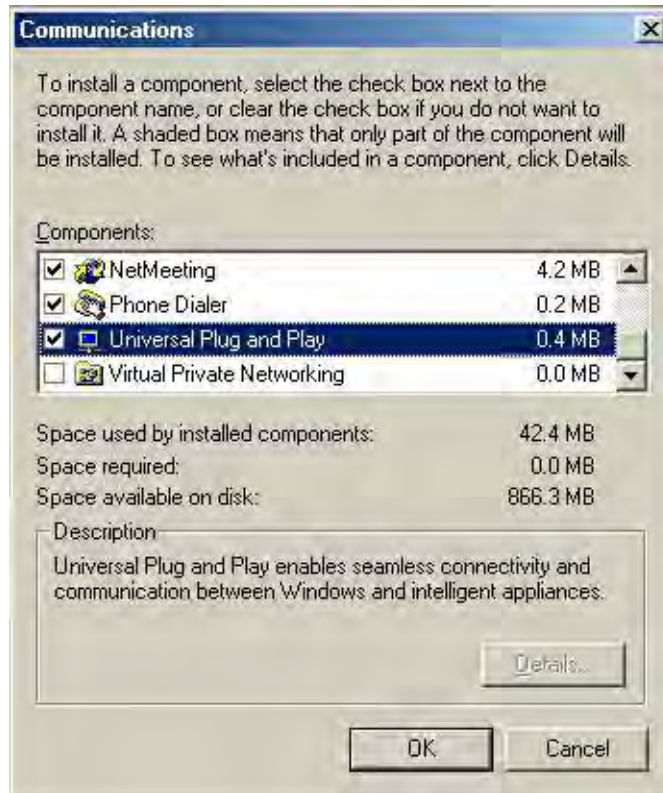 Communications
To install a component, select the check box next to the
component name, or clear the check box if you do not want to
install it. A shaded box means that only part of the component will
be installed. To see what's included in a component, click Details.
Components:
NetMeeting 4.2 MB
Phone Dialer 0.2 MB
Universal Plug and Play 0.4 MB
Virtual Private Networking 0.0 MB
Space used by installed components: 42.4 MB
Space required: 0.0 MB
Space available on disk: 866.3 MB
Description
Universal Plug and Play enables seamless connectivity and
communication between Windows and intelligent appliances.
Details...
OK Cancel